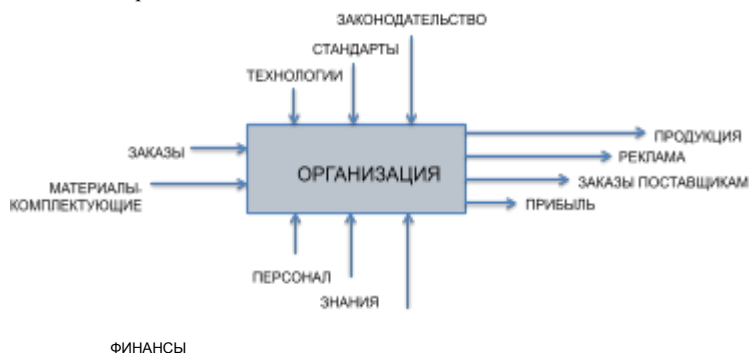 ЗАКОНОДАТЕЛЬСТВО
СТАНДАРТЫ
ТЕХНОЛОГИИ
ЗАКАЗЫ
МАТЕРИАЛЫ-
КОМПЛЕКТУЮЩИЕ
ОРГАНИЗАЦИЯ
ПРОДУКЦИЯ
РЕКЛАМА
ЗАКАЗЫ ПОСТАВЩИКАМ
ПРИБЫЛЬ
ПЕРСОНАЛ
ЗНАНИЯ
ФИНАНСЫ